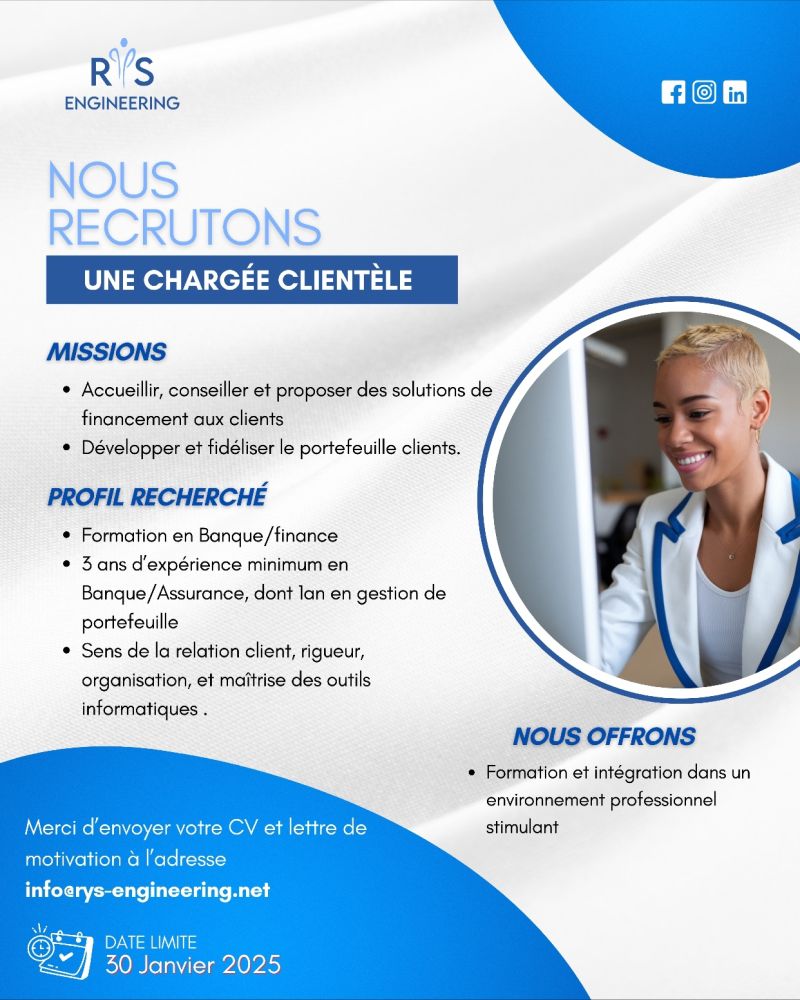 RYS
ENGINEERING
NOUS
RECRUTONS
UNE CHARGÉE CLIENTÈLE
MISSIONS
• Accueillir, conseiller et proposer des solutions de
financement aux clients
• Développer et fidéliser le portefeuille clients.
PROFIL RECHERCHÉ
• Formation en Banque/finance
• 3 ans d'expérience minimum en
Banque/Assurance, dont 1an en gestion de
portefeuille
• Sens de la relation client, rigueur,
organisation, et maîtrise des outils
informatiques .
NOUS OFFRONS
• Formation et intégration dans un
environnement professionnel
stimulant
Merci d'envoyer votre CV et lettre de
motivation à l'adresse
info@rys-engineering.net
DATE LIMITE
30 Janvier 2025